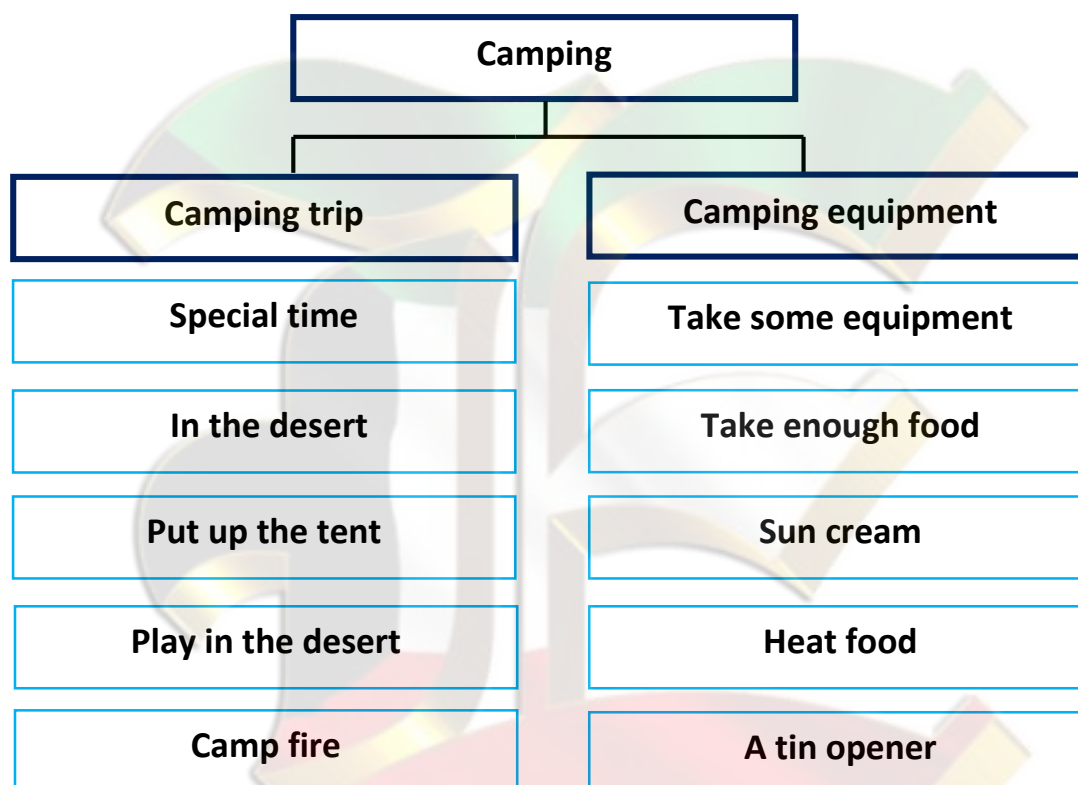 Camping
Camping trip
Camping equipment
Special time
Take some equipment
In the desert
Take enough food
Put up the tent
Sun cream
Play in the desert
Heat food
Camp fire
A tin opener